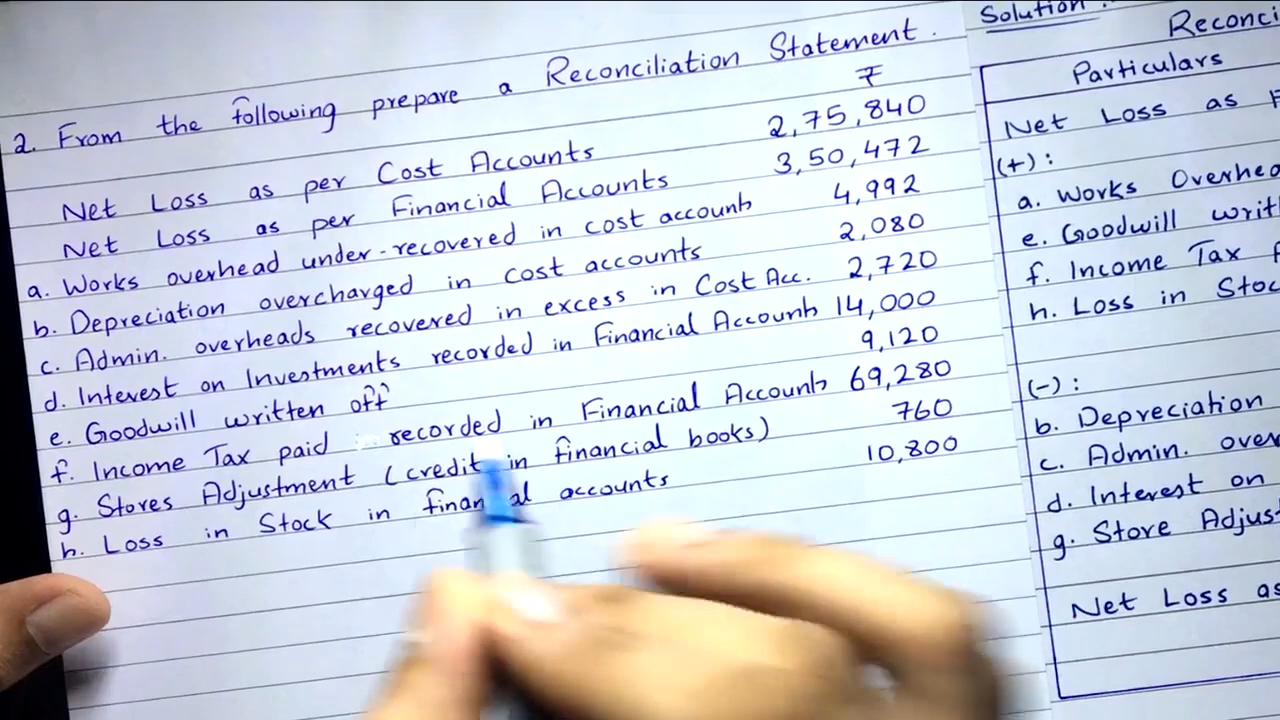 2. From the following prepare a Reconciliation Statement.
₹
Net Loss as per Cost Accounts 2,75,840
Net Loss as per Financial Accounts 3,50,472
a. Works overhead under-recovered in cost accounts 4,992
b. Depreciation overcharged in cost accounts 2,080
c. Admin. overheads recovered in excess in Cost Acc. 2,720
d. Interest on Investments recorded in Financial Accounts 14,000
e. Goodwill written off 9,120
f. Income Tax paid recorded in Financial Accounts 69,280
g. Stores Adjustment (credit in financial books) 760
h. Loss in Stock in financial accounts 10,800
Solution
Reconci
Particulars
Net Loss as
(+):
a. Works Overhea
e. Goodwill writ
f. Income Tax
h. Loss in Stoc
(-):
b. Depreciation
c. Admin. over
d. Interest on
g. Store Adjus
Net Loss as